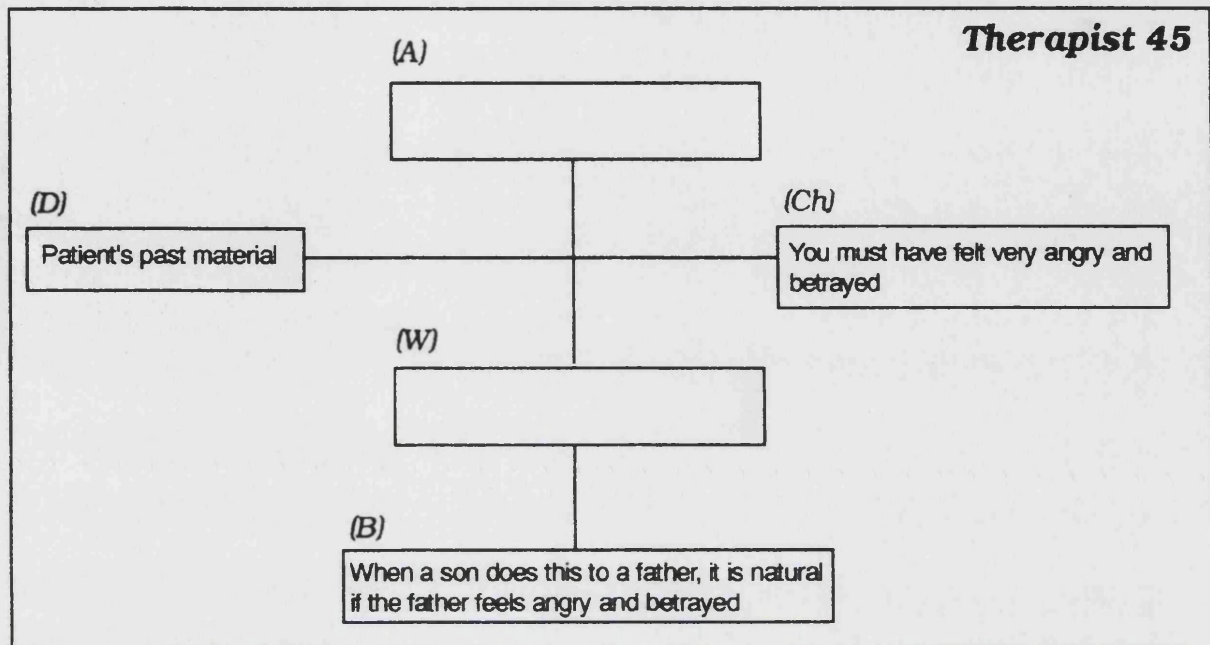 Therapist 45
(A)
(D)
Patient's past material
(Ch)
You must have felt very angry and
betrayed
(W)
(B)
When a son does this to a father, it is natural
if the father feels angry and betrayed